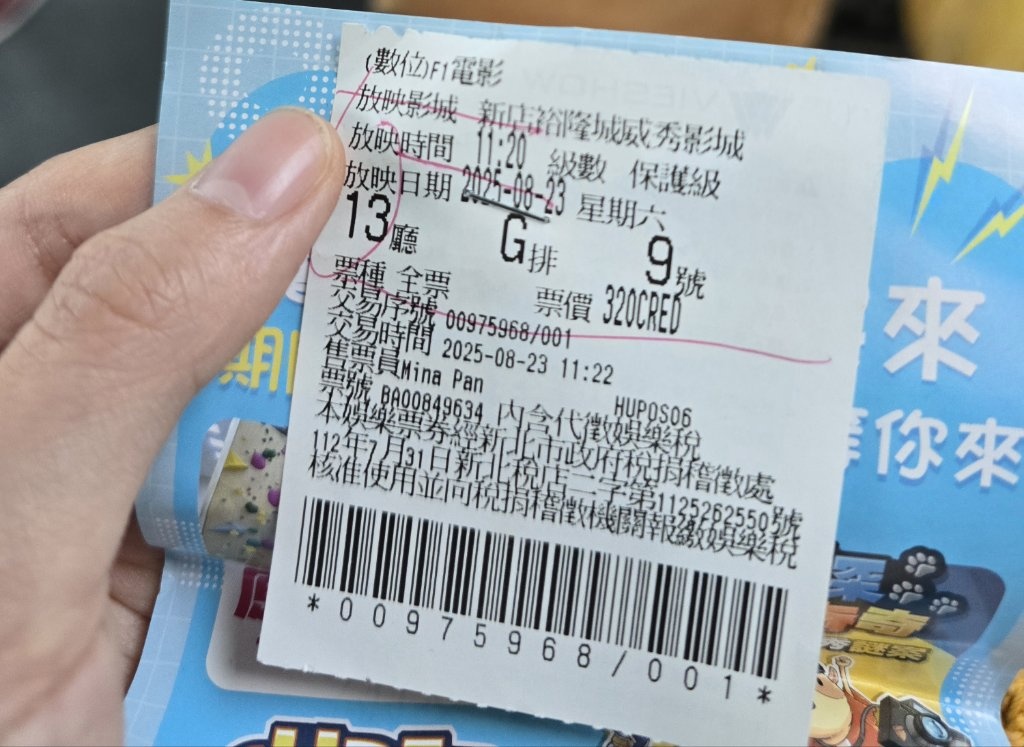 (數位)F1電影
放映影城 新店裕隆城威秀影城
放映時間 11:20 級數 保護級
放映日期 2025-08-23 星期六
13廳 G排 9號
票種 全票 票價 320CRED
交易序號 00975968/001
交易時間 2025-08-23 11:22
售票員Mina Pan HUPOS06
票號 BA00849634 內含代徵娛樂稅
本娛樂票券經新北市政府稅捐稽徵處
112年7月31日新北稅店二字第1125262550號
核准使用並向稅捐稽徵機關報繳娛樂稅
*00975968/001*
來
等你來
期